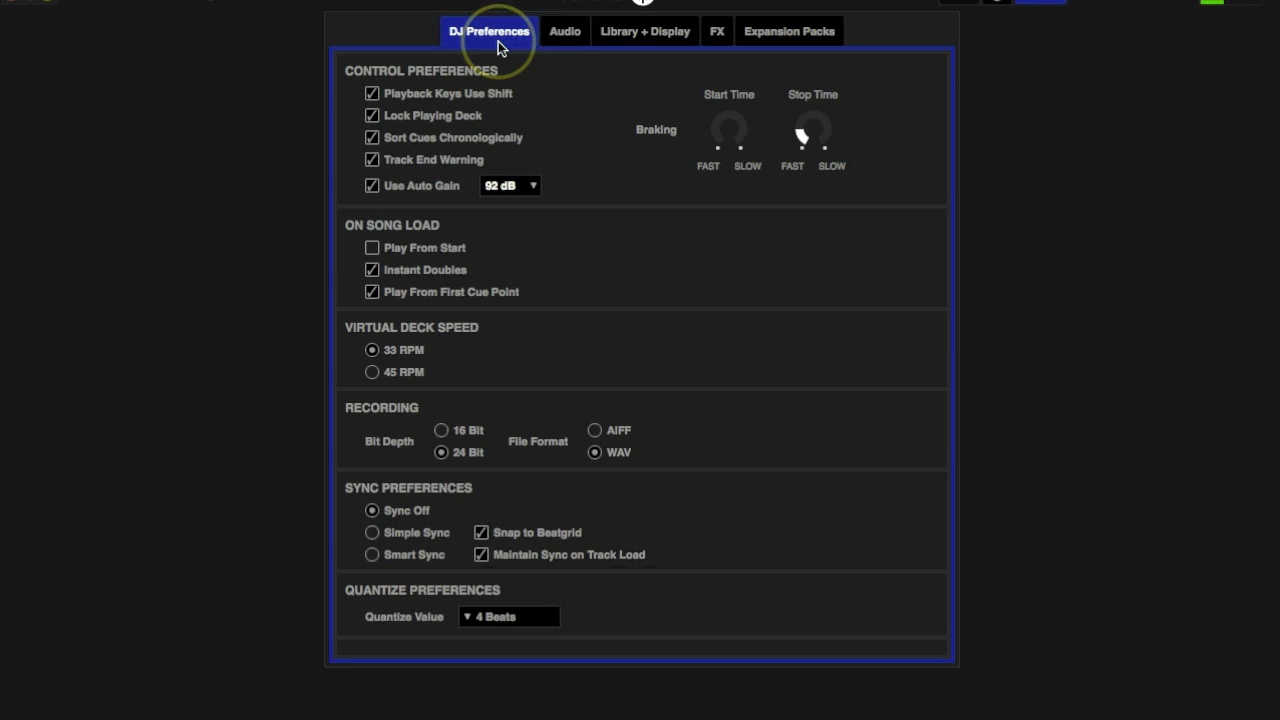 DJ Preferences Audio Library + Display FX Expansion Packs
CONTROL PREFERENCES
Playback Keys Use Shift
Lock Playing Deck
Sort Cues Chronologically
Track End Warning
Use Auto Gain 92 dB
Start Time Stop Time
Braking
FAST SLOW FAST SLOW
ON SONG LOAD
Play From Start
Instant Doubles
Play From First Cue Point
VIRTUAL DECK SPEED
33 RPM
45 RPM
RECORDING
Bit Depth
16 Bit
24 Bit
File Format
AIFF
WAV
SYNC PREFERENCES
Sync Off
Simple Sync Snap to Beatgrid
Smart Sync Maintain Sync on Track Load
QUANTIZE PREFERENCES
Quantize Value 4 Beats